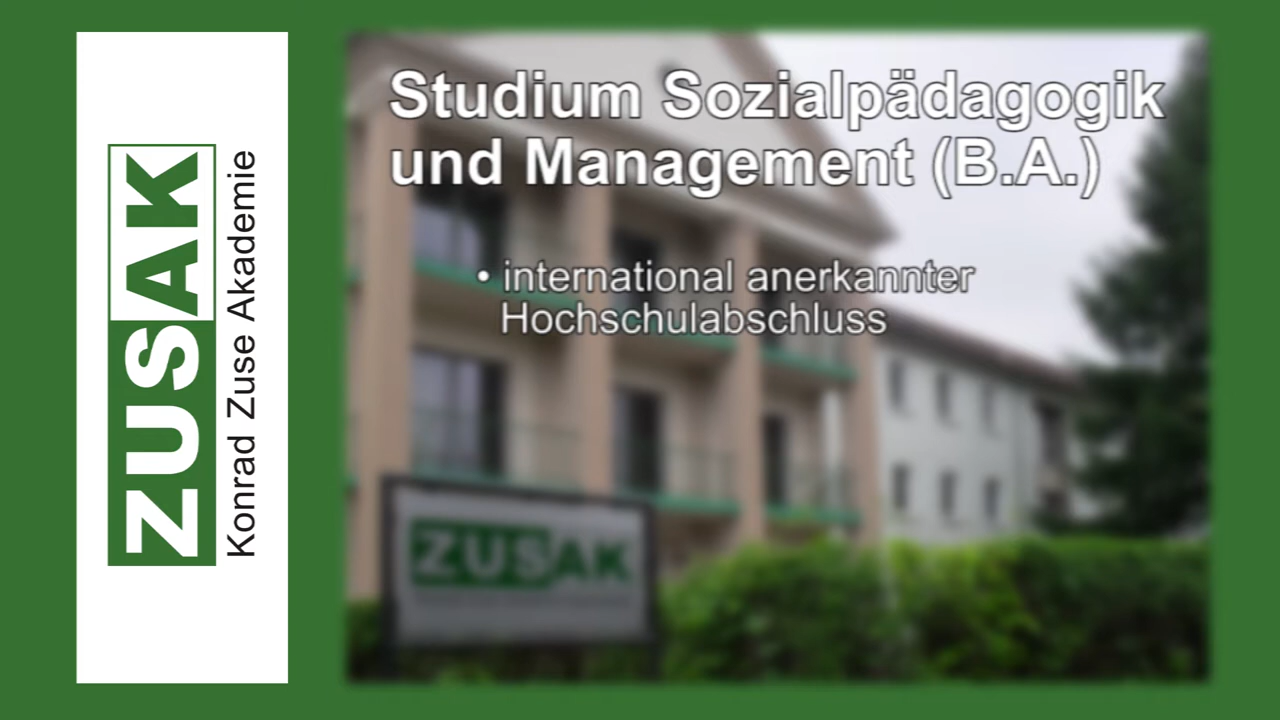 ZUSAK
Konrad Zuse Akademie
Studium Sozialpädagogik
und Management (B.A.)
• international anerkannter
Hochschulabschluss
ZUSAK